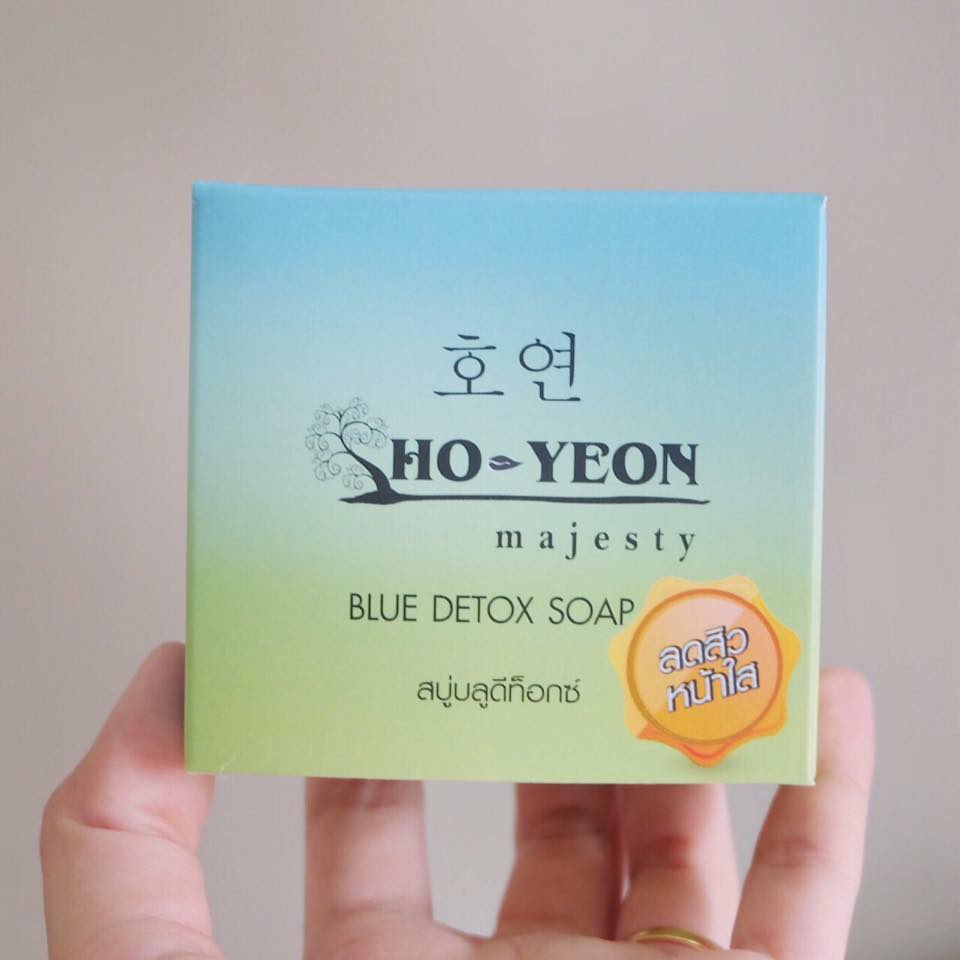 호연
HO-YEON
majesty
BLUE DETOX SOAP
สบู่บลูดีท็อกซ์
ลดสิว
หน้าใส